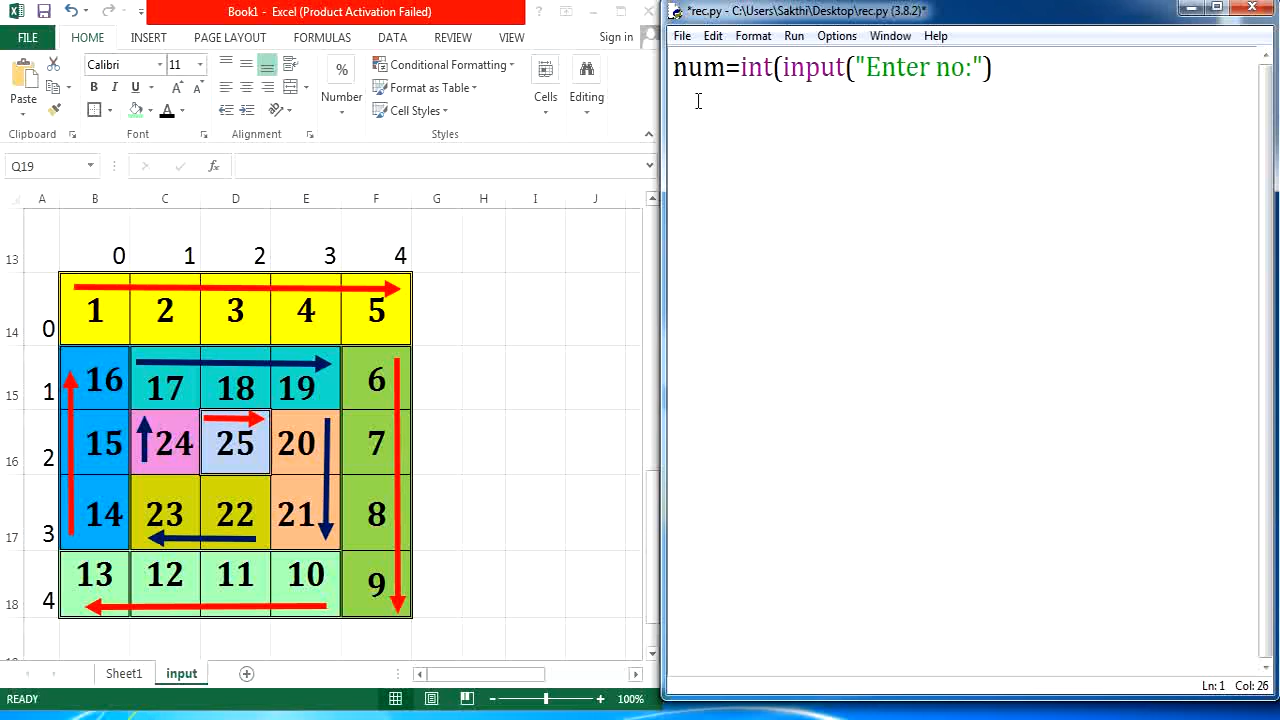 Book1 - Excel (Product Activation Failed)
FILE HOME INSERT PAGE LAYOUT FORMULAS DATA REVIEW VIEW Sign in
Paste
Calibri 11
B I U
A
%
Number
Conditional Formatting
Format as Table
Cell Styles
Cells
Editing
Clipboard Font Alignment Styles
Q19 fx
A B C D E F G H I J
13 0 1 2 3 4
14 0 1 2 3 4 5
15 1 16 17 18 19 6
16 2 15 24 25 20 7
17 3 14 23 22 21 8
18 4 13 12 11 10 9
Sheet1 input
READY 100%
*rec.py - C:\Users\Sakthi\Desktop\rec.py (3.8.2)*
File Edit Format Run Options Window Help
num=int(input("Enter no:")
Ln: 1 Col: 26